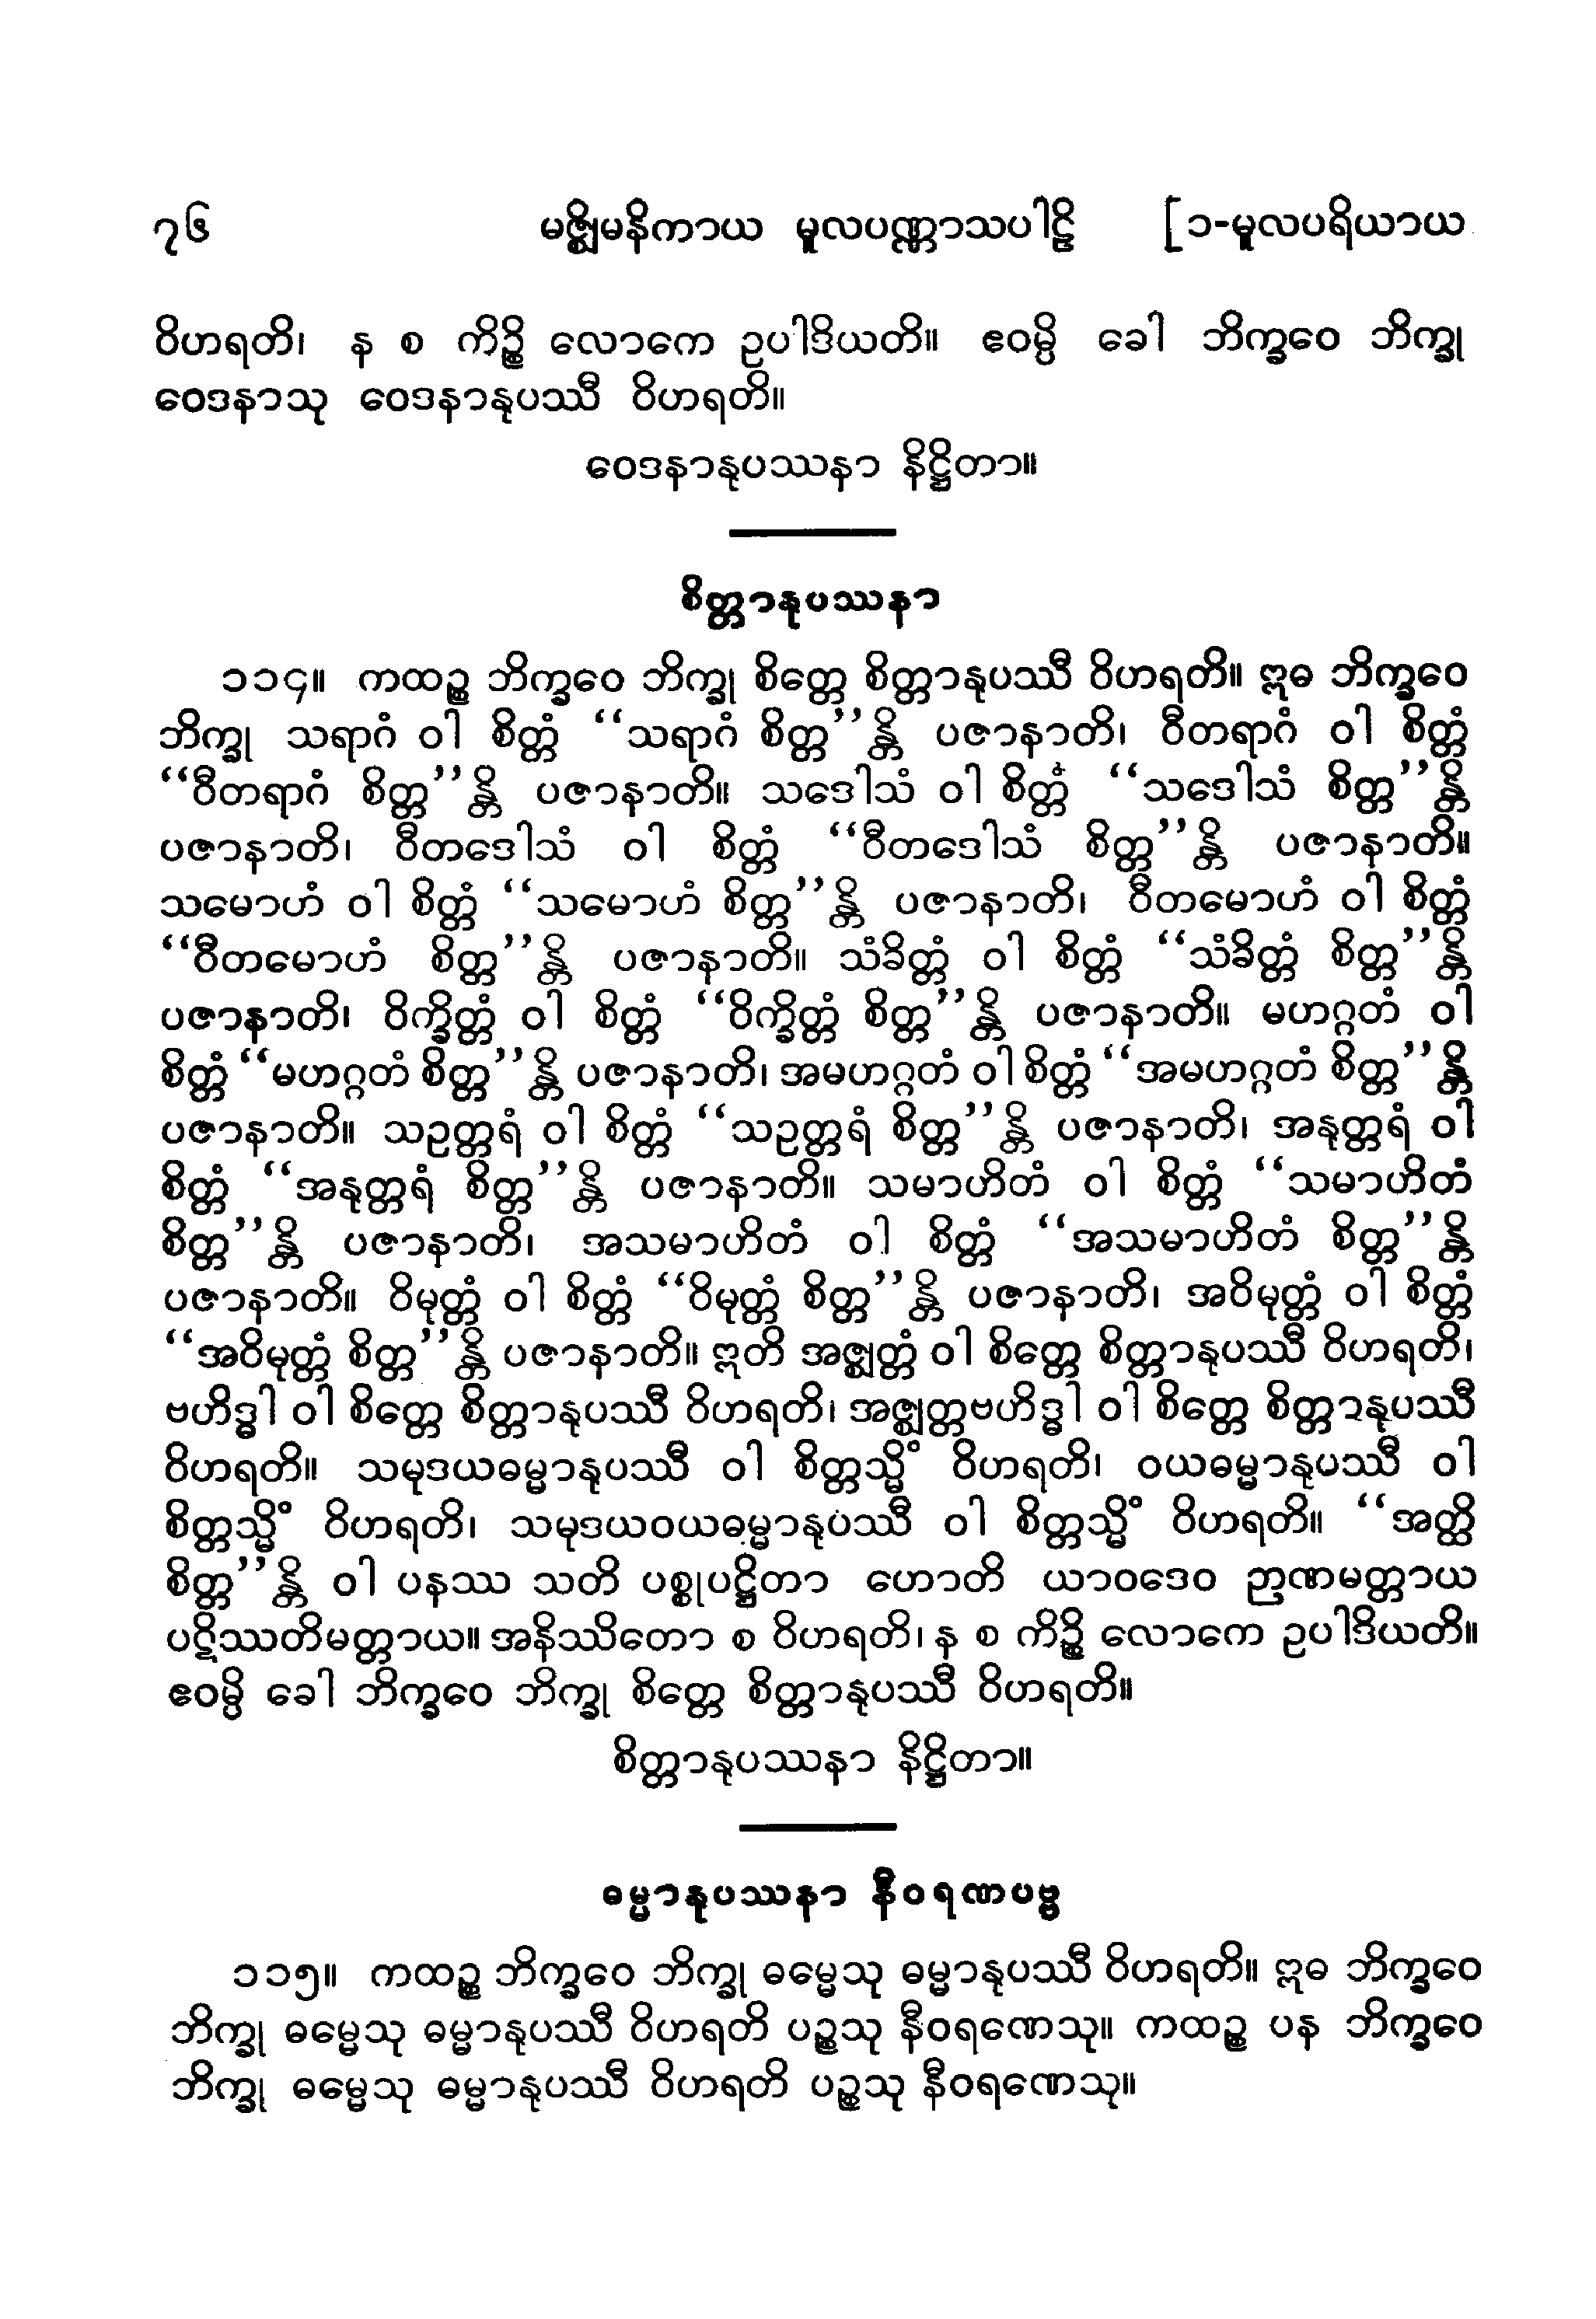 ၇၆ မဇ္ဈိမနိကာယ မူလပဏ္ဏာသပါဠိ [၁-မူလပရိယာယ
ဝိဟရတိ၊ န စ ကိဉ္စိ လောကေ ဥပါဒိယတိ။ ဧဝမ္ပိ ခေါ ဘိက္ခဝေ ဘိက္ခု
ဝေဒနာသု ဝေဒနာနုပဿီ ဝိဟရတိ။
ဝေဒနာနုပဿနာ နိဋ္ဌိတာ။
စိတ္တာနုပဿနာ
၁၁၄။ ကထဉ္စ ဘိက္ခဝေ ဘိက္ခု စိတ္တေ စိတ္တာနုပဿီ ဝိဟရတိ။ ဣဓ ဘိက္ခဝေ
ဘိက္ခု သရာဂံ ဝါ စိတ္တံ ‘‘သရာဂံ စိတ္တ’’န္တိ ပဇာနာတိ၊ ဝီတရာဂံ ဝါ စိတ္တံ
‘‘ဝီတရာဂံ စိတ္တ’’န္တိ ပဇာနာတိ။ သဒေါသံ ဝါ စိတ္တံ ‘‘သဒေါသံ စိတ္တ’’န္တိ
ပဇာနာတိ၊ ဝီတဒေါသံ ဝါ စိတ္တံ ‘‘ဝီတဒေါသံ စိတ္တ’’န္တိ ပဇာနာတိ။
သမောဟံ ဝါ စိတ္တံ ‘‘သမောဟံ စိတ္တ’’န္တိ ပဇာနာတိ၊ ဝီတမောဟံ ဝါ စိတ္တံ
‘‘ဝီတမောဟံ စိတ္တ’’န္တိ ပဇာနာတိ။ သံခိတ္တံ ဝါ စိတ္တံ ‘‘သံခိတ္တံ စိတ္တ’’န္တိ
ပဇာနာတိ၊ ဝိက္ခိတ္တံ ဝါ စိတ္တံ ‘‘ဝိက္ခိတ္တံ စိတ္တ’’န္တိ ပဇာနာတိ။ မဟဂ္ဂတံ ဝါ
စိတ္တံ ‘‘မဟဂ္ဂတံ စိတ္တ’’န္တိ ပဇာနာတိ၊ အမဟဂ္ဂတံ ဝါ စိတ္တံ ‘‘အမဟဂ္ဂတံ စိတ္တ’’န္တိ
ပဇာနာတိ။ သဥတ္တရံ ဝါ စိတ္တံ ‘‘သဥတ္တရံ စိတ္တ’’န္တိ ပဇာနာတိ၊ အနုတ္တရံ ဝါ
စိတ္တံ ‘‘အနုတ္တရံ စိတ္တ’’န္တိ ပဇာနာတိ။ သမာဟိတံ ဝါ စိတ္တံ ‘‘သမာဟိတံ
စိတ္တ’’န္တိ ပဇာနာတိ၊ အသမာဟိတံ ဝါ စိတ္တံ ‘‘အသမာဟိတံ စိတ္တ’’န္တိ
ပဇာနာတိ။ ဝိမုတ္တံ ဝါ စိတ္တံ ‘‘ဝိမုတ္တံ စိတ္တ’’န္တိ ပဇာနာတိ၊ အဝိမုတ္တံ ဝါ စိတ္တံ
‘‘အဝိမုတ္တံ စိတ္တ’’န္တိ ပဇာနာတိ။ ဣတိ အဇ္ဈတ္တံ ဝါ စိတ္တေ စိတ္တာနုပဿီ ဝိဟရတိ၊
ဗဟိဒ္ဓါ ဝါ စိတ္တေ စိတ္တာနုပဿီ ဝိဟရတိ၊ အဇ္ဈတ္တဗဟိဒ္ဓါ ဝါ စိတ္တေ စိတ္တာနုပဿီ
ဝိဟရတိ။ သမုဒယဓမ္မာနုပဿီ ဝါ စိတ္တသ္မိံ ဝိဟရတိ၊ ဝယဓမ္မာနုပဿီ ဝါ
စိတ္တသ္မိံ ဝိဟရတိ၊ သမုဒယဝယဓမ္မာနုပဿီ ဝါ စိတ္တသ္မိံ ဝိဟရတိ။ ‘‘အတ္ထိ
စိတ္တ’’န္တိ ဝါ ပနဿ သတိ ပစ္စုပဋ္ဌိတာ ဟောတိ ယာဝဒေဝ ဉာဏမတ္တာယ
ပဋိဿတိမတ္တာယ။ အနိဿိတော စ ဝိဟရတိ၊ န စ ကိဉ္စိ လောကေ ဥပါဒိယတိ။
ဧဝမ္ပိ ခေါ ဘိက္ခဝေ ဘိက္ခု စိတ္တေ စိတ္တာနုပဿီ ဝိဟရတိ။
စိတ္တာနုပဿနာ နိဋ္ဌိတာ။
ဓမ္မာနုပဿနာ နီဝရဏပဗ္ဗ
၁၁၅။ ကထဉ္စ ဘိက္ခဝေ ဘိက္ခု ဓမ္မေသု ဓမ္မာနုပဿီ ဝိဟရတိ။ ဣဓ ဘိက္ခဝေ
ဘိက္ခု ဓမ္မေသု ဓမ္မာနုပဿီ ဝိဟရတိ ပဉ္စသု နီဝရဏေသု။ ကထဉ္စ ပန ဘိက္ခဝေ
ဘိက္ခု ဓမ္မေသု ဓမ္မာနုပဿီ ဝိဟရတိ ပဉ္စသု နီဝရဏေသု။